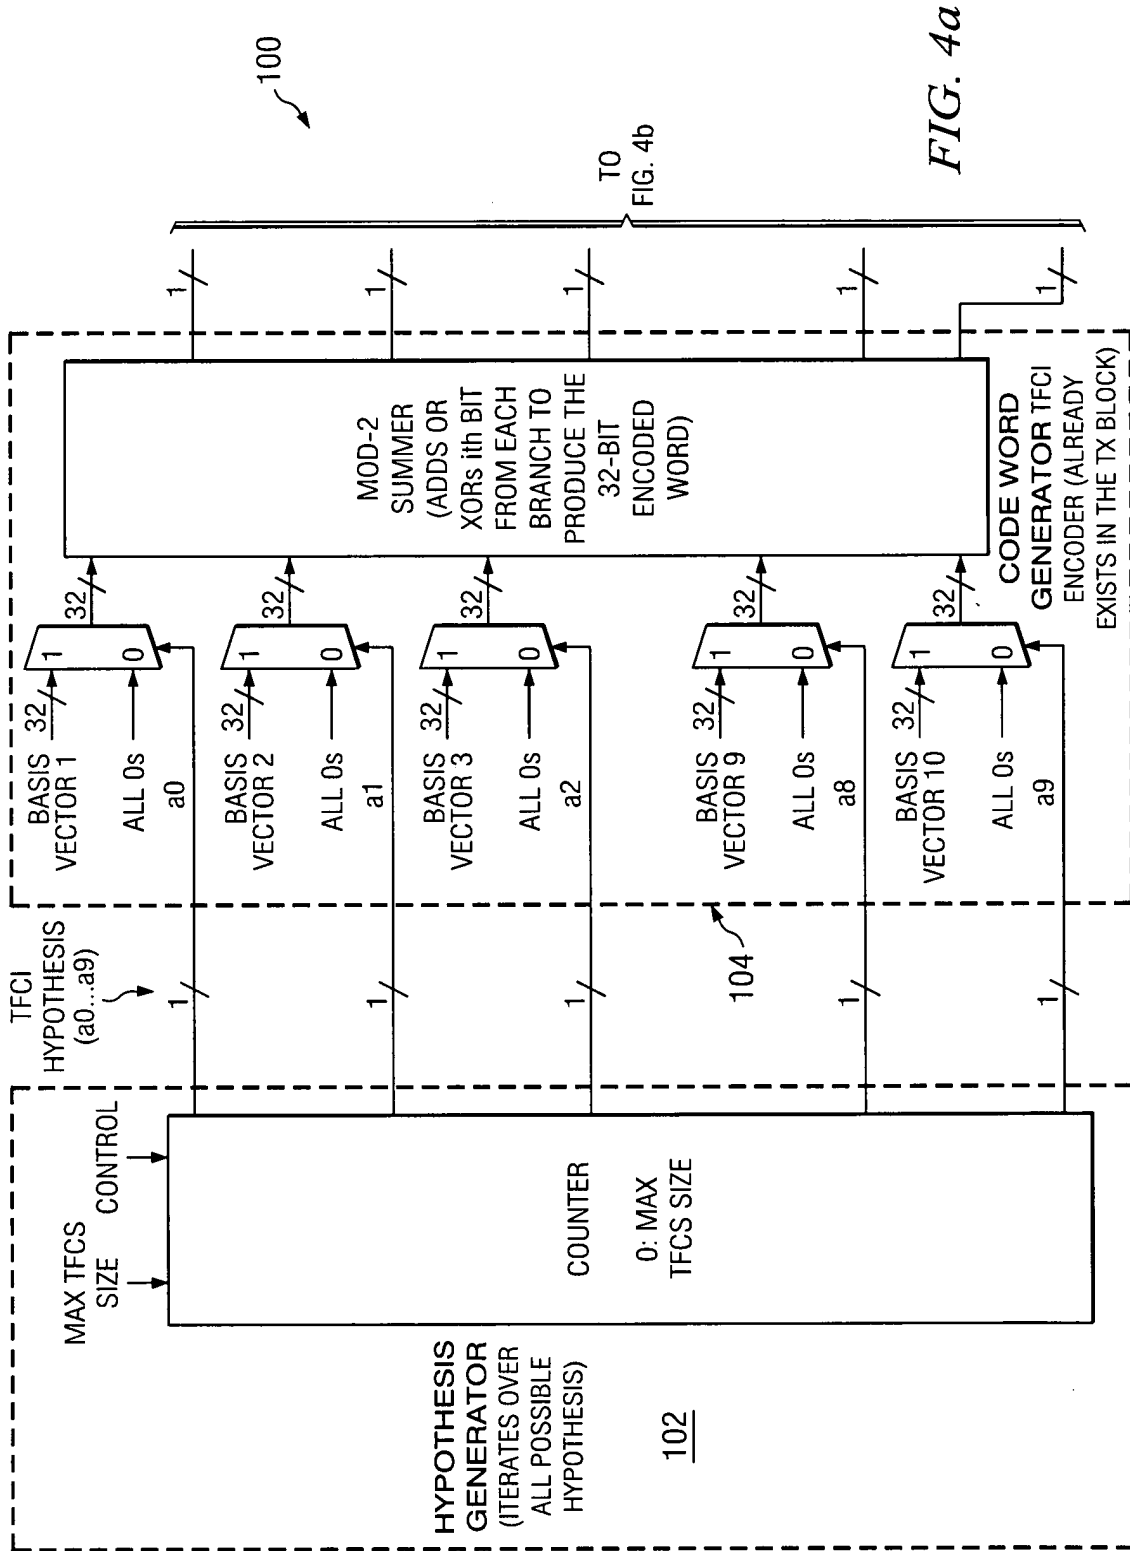 HYPOTHESIS
GENERATOR
(ITERATES OVER
ALL POSSIBLE
HYPOTHESIS)
102
MAX TFCS
SIZE
CONTROL
COUNTER
0: MAX
TFCS SIZE
TFCI
HYPOTHESIS
(a0...a9)
1
1
1
1
1
104
BASIS
VECTOR 1
32
ALL 0s
a0
1
0
32
BASIS
VECTOR 2
32
ALL 0s
a1
1
0
32
BASIS
VECTOR 3
32
ALL 0s
a2
1
0
32
BASIS
VECTOR 9
32
ALL 0s
a8
1
0
32
BASIS
VECTOR 10
32
ALL 0s
a9
1
0
32
MOD-2
SUMMER
(ADDS OR
XORs ith BIT
FROM EACH
BRANCH TO
PRODUCE THE
32-BIT
ENCODED
WORD)
CODE WORD
GENERATOR TFCI
ENCODER (ALREADY
EXISTS IN THE TX BLOCK)
1
1
1
1
1
TO
FIG. 4b
100
FIG. 4a